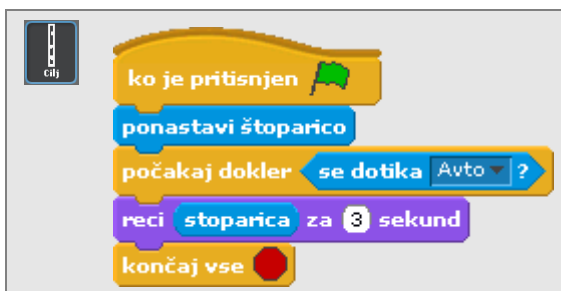 cilj
ko je pritisnjen
ponastavi štoparico
počakaj dokler se dotika Avto ?
reci stoparica za 3 sekund
končaj vse